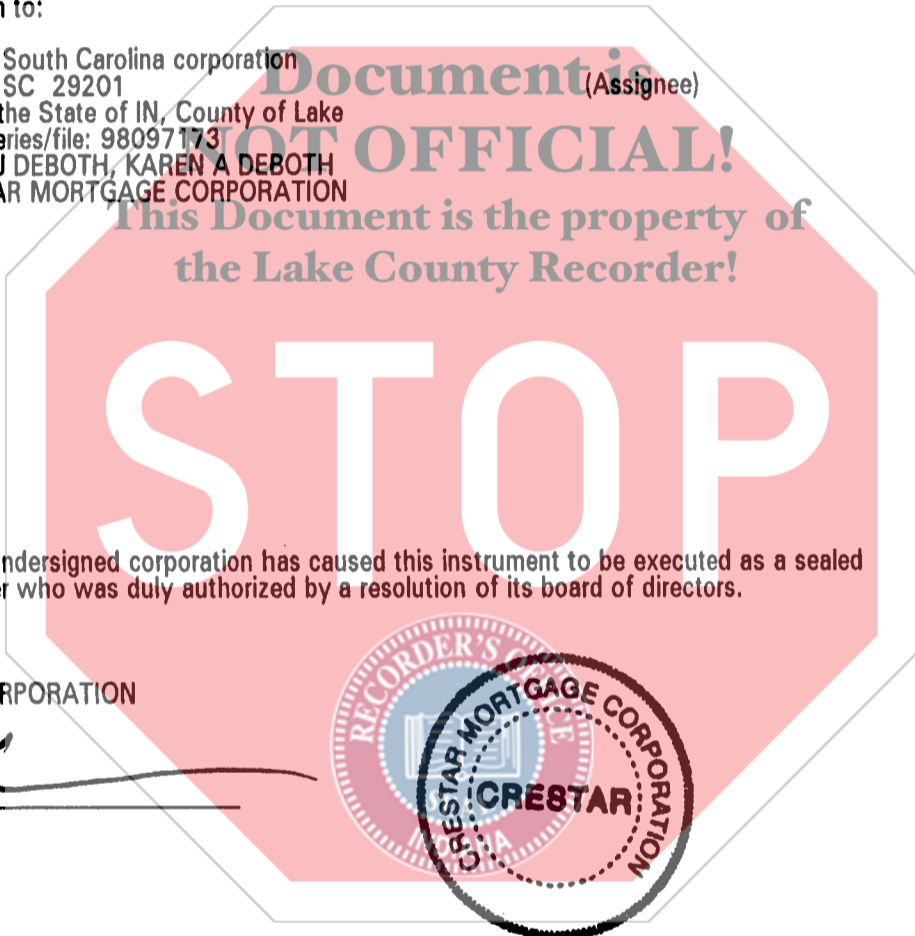 n to:
South Carolina corporation
Document is
SC 29201 (Assignee)
the State of IN, County of Lake
eries/file: 98097173
NOT OFFICIAL!
J DEBOTH, KAREN A DEBOTH
AR MORTGAGE CORPORATION
This Document is the property of
the Lake County Recorder!
STOP
ndersigned corporation has caused this instrument to be executed as a sealed
r who was duly authorized by a resolution of its board of directors.
RPORATION
RECORDER'S OFFICE
SEAL
INDIANA
CRESTAR MORTGAGE CORPORATION
CRESTAR